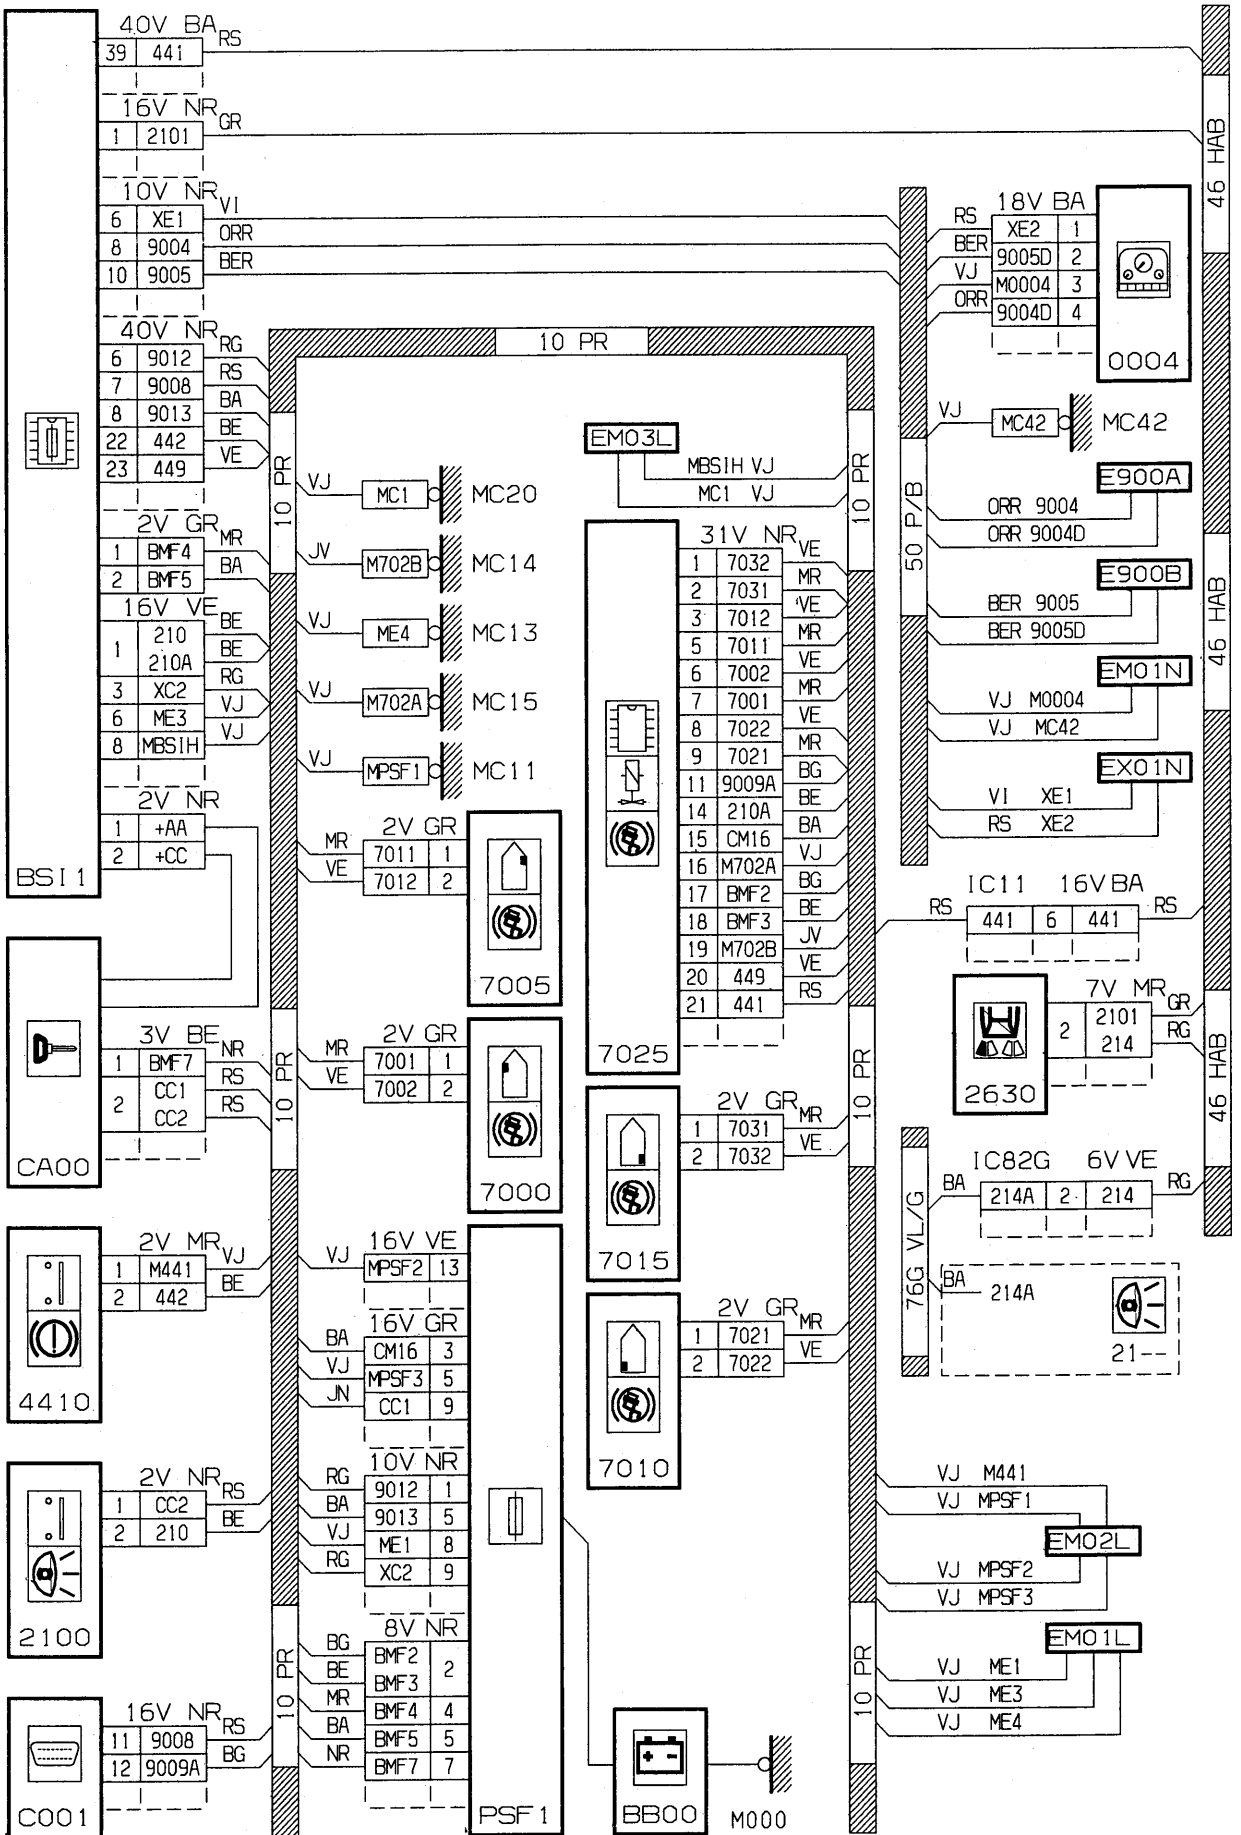 40V BA
39 441 RS
16V NR
1 2101 GR
10V NR
6 XE1 VI
8 9004 ORR
10 9005 BER
40V NR
6 9012 RG
7 9008 RS
8 9013 BA
22 442 BE
23 449 VE
2V GR
1 BMF4 MR
2 BMF5 BA
16V VE
1 210 BE
210A BE
3 XC2 RG
6 ME3 VJ
8 MBSIH VJ
2V NR
1 +AA
2 +CC
BSI1
3V BE
1 BMF7 NR
2 CC1 RS
CC2 RS
CA00
2V MR
1 M441 VJ
2 442 BE
4410
2V NR
1 CC2 RS
2 210 BE
2100
16V NR
11 9008 RS
12 9009A BG
C001
10 PR
10 PR
10 PR
10 PR
VJ MC1 MC20
JV M702B MC14
VJ ME4 MC13
VJ M702A MC15
VJ MPSF1 MC11
2V GR
MR 7011 1
VE 7012 2
7005
2V GR
MR 7001 1
VE 7002 2
7000
16V VE
VJ MPSF2 13
16V GR
BA CM16 3
VJ MPSF3 5
JN CC1 9
10V NR
RG 9012 1
BA 9013 5
VJ ME1 8
RG XC2 9
8V NR
BG BMF2 2
BE BMF3
MR BMF4 4
BA BMF5 5
NR BMF7 7
PSF1
EM03L
MBSIH VJ
MC1 VJ
31V NR
1 7032 VE
2 7031 MR
3 7012 VE
5 7011 MR
6 7002 VE
7 7001 MR
8 7022 VE
9 7021 MR
11 9009A BG
14 210A BE
15 CM16 BA
16 M702A VJ
17 BMF2 BG
18 BMF3 BE
19 M702B JV
20 449 VE
21 441 RS
7025
2V GR
1 7031 MR
2 7032 VE
7015
2V GR
1 7021 MR
2 7022 VE
7010
+ -
BB00
M000
10 PR
10 PR
10 PR
50 P/B
18V BA
RS XE2 1
BER 9005D 2
VJ M0004 3
ORR 9004D 4
0004
VJ MC42 MC42
E900A
ORR 9004
ORR 9004D
E900B
BER 9005
BER 9005D
EM01N
VJ M0004
VJ MC42
EX01N
VI XE1
RS XE2
IC11 16V BA
RS 441 6 441 RS
7V MR
2 2101 GR
214 RG
2630
IC82G 6V VE
BA 214A 2 214 RG
76G VL/G
BA 214A
21--
VJ M441
VJ MPSF1
EM02L
VJ MPSF2
VJ MPSF3
EM01L
VJ ME1
VJ ME3
VJ ME4
46 HAB
46 HAB
46 HAB